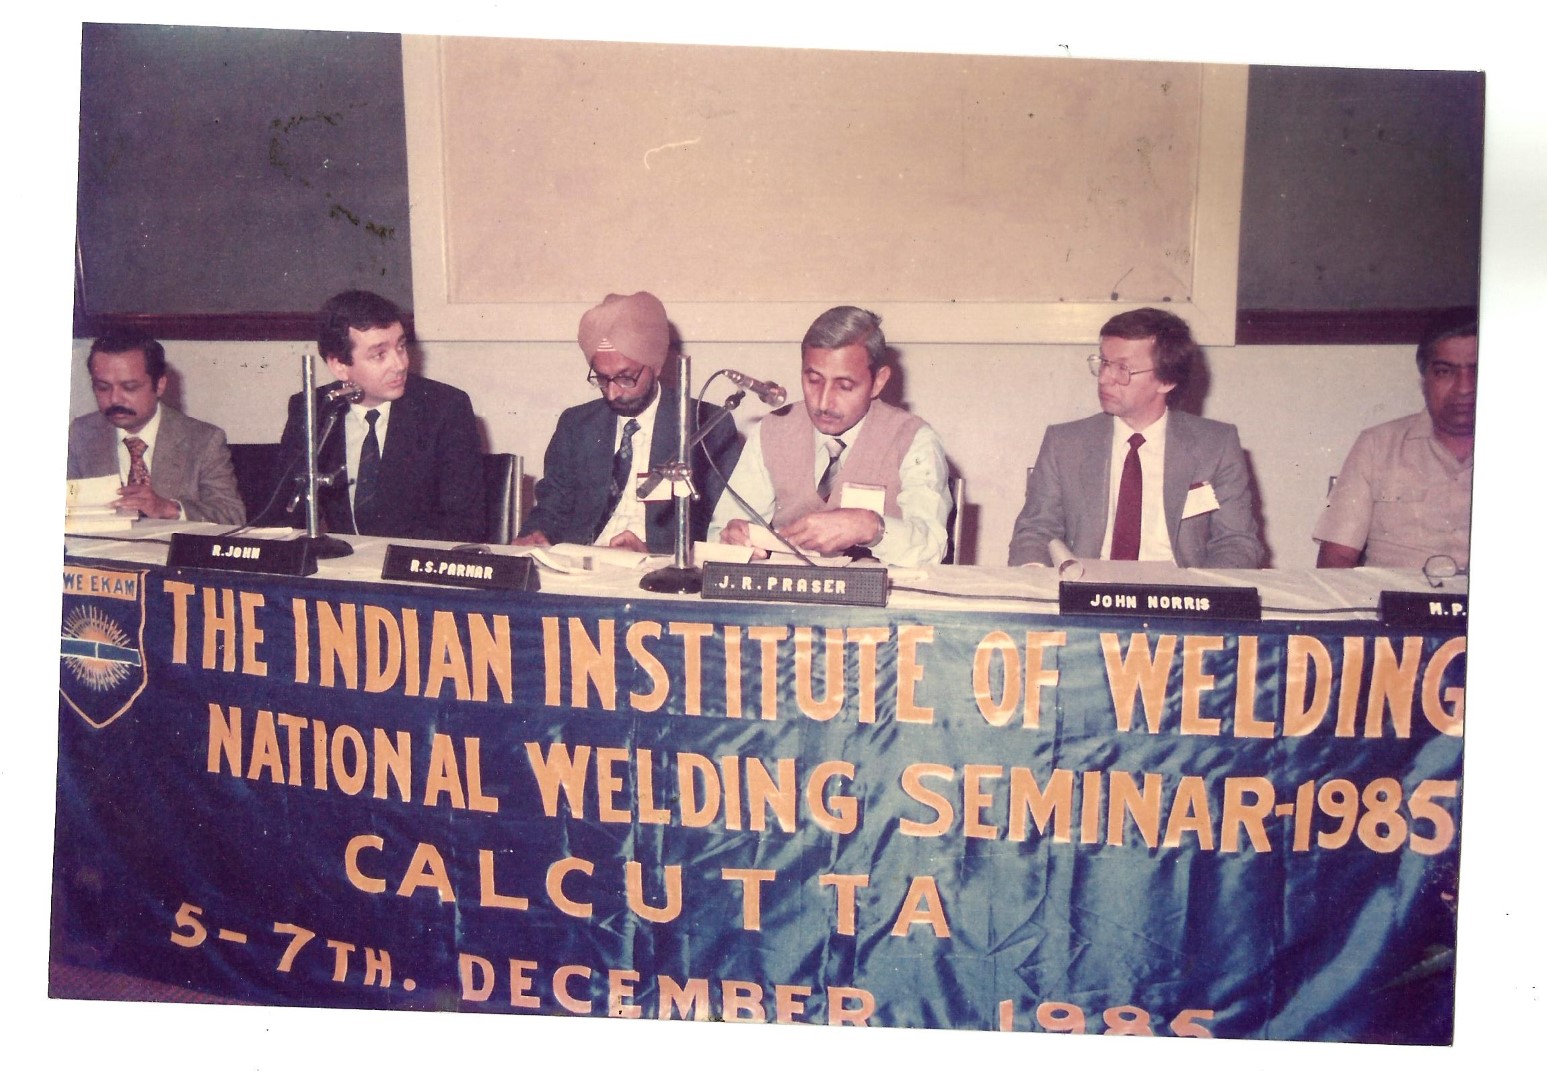 R.JOHN
R.S.PARMAR
J.R.PRASER
JOHN NORRIS
M.P.
WE EKAM
THE INDIAN INSTITUTE OF WELDING
NATIONAL WELDING SEMINAR-1985
CALCUTTA
5-7TH. DECEMBER 1985